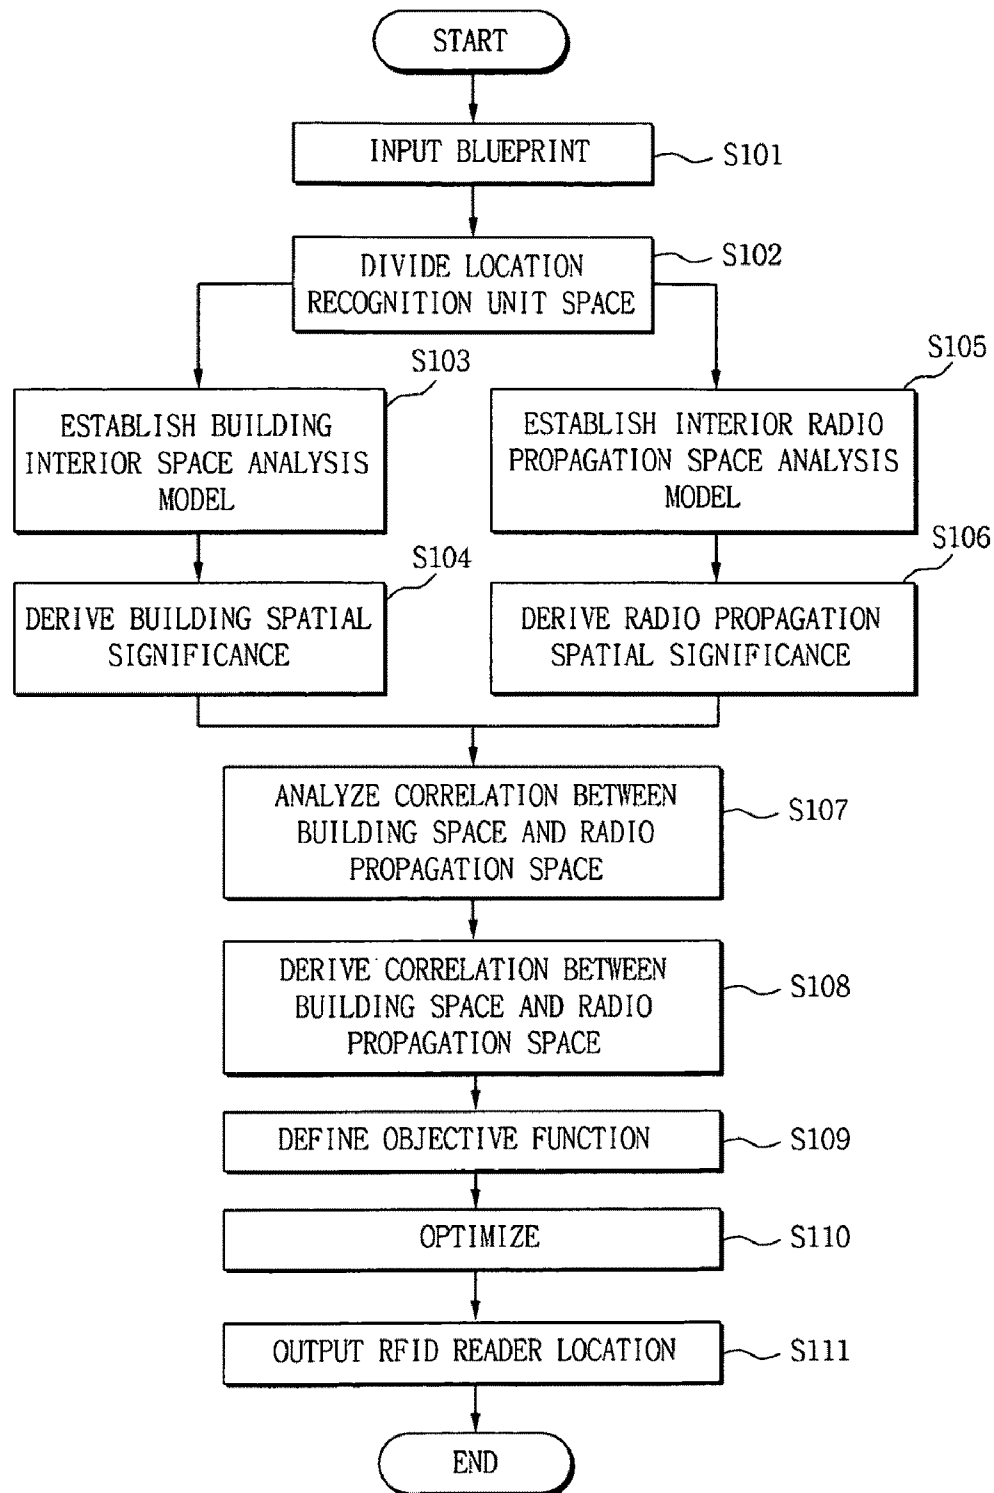 START
INPUT BLUEPRINT
S101
DIVIDE LOCATION
RECOGNITION UNIT SPACE
S102
S103
ESTABLISH BUILDING
INTERIOR SPACE ANALYSIS
MODEL
S105
ESTABLISH INTERIOR RADIO
PROPAGATION SPACE ANALYSIS
MODEL
S104
DERIVE BUILDING SPATIAL
SIGNIFICANCE
S106
DERIVE RADIO PROPAGATION
SPATIAL SIGNIFICANCE
ANALYZE CORRELATION BETWEEN
BUILDING SPACE AND RADIO
PROPAGATION SPACE
S107
DERIVE CORRELATION BETWEEN
BUILDING SPACE AND RADIO
PROPAGATION SPACE
S108
DEFINE OBJECTIVE FUNCTION
S109
OPTIMIZE
S110
OUTPUT RFID READER LOCATION
S111
END